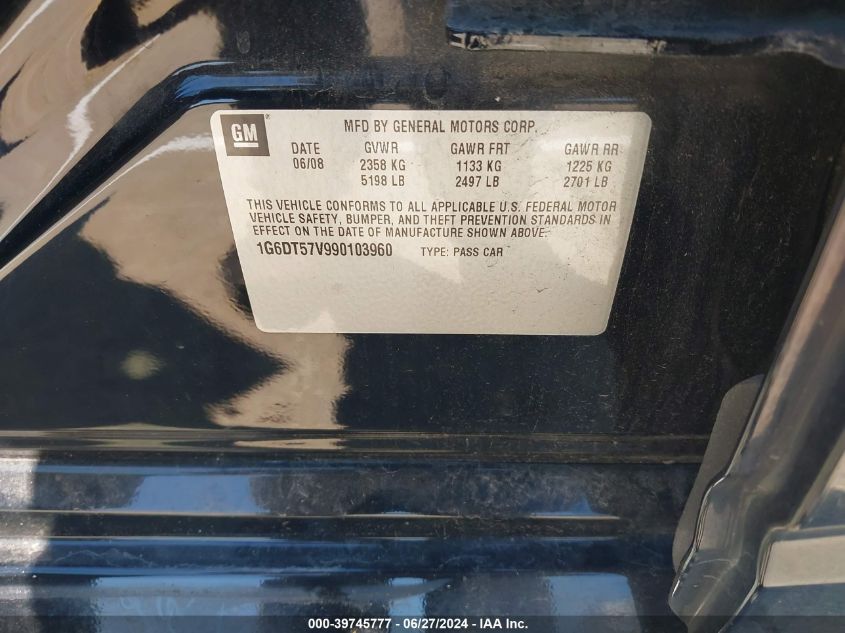 GM
MFD BY GENERAL MOTORS CORP.
DATE GVWR GAWR FRT GAWR RR
06/08 2358 KG 1133 KG 1225 KG
5198 LB 2497 LB 2701 LB
THIS VEHICLE CONFORMS TO ALL APPLICABLE U.S. FEDERAL MOTOR
VEHICLE SAFETY, BUMPER, AND THEFT PREVENTION STANDARDS IN
EFFECT ON THE DATE OF MANUFACTURE SHOWN ABOVE.
1G6DT57V990103960 TYPE: PASS CAR
000-39745777 - 06/27/2024 - IAA Inc.